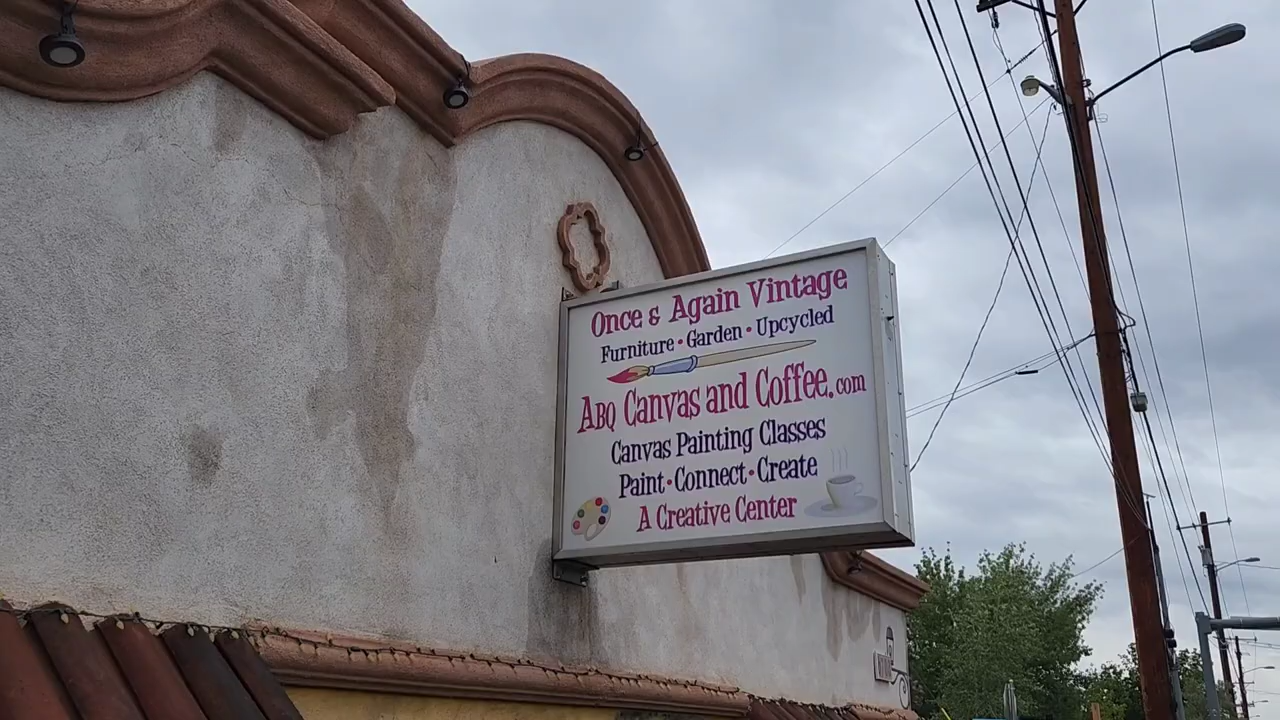 Once & Again Vintage
Furniture • Garden • Upcycled
ABQ Canvas and Coffee.com
Canvas Painting Classes
Paint • Connect • Create
A Creative Center